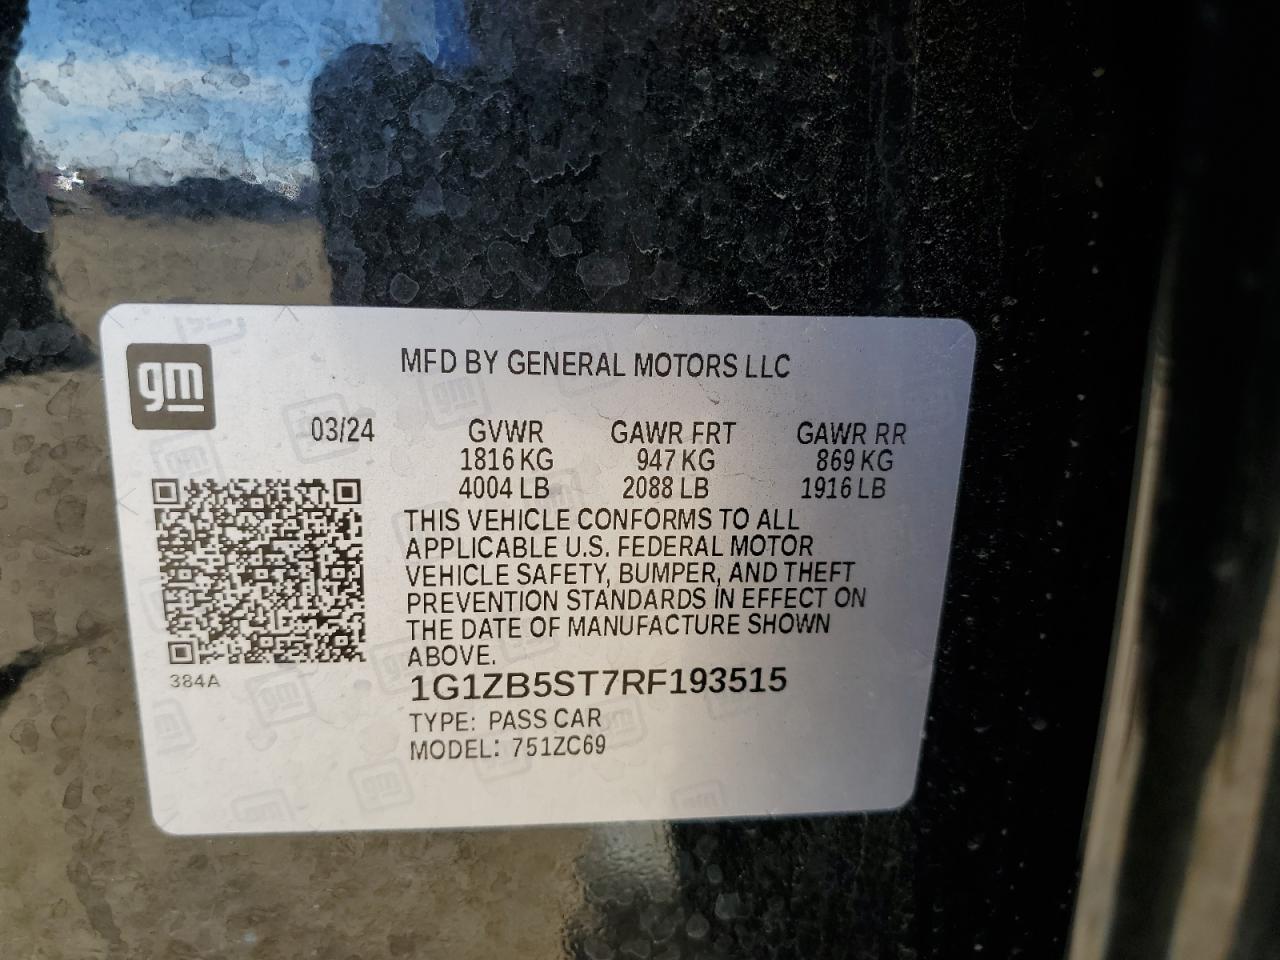 gm
MFD BY GENERAL MOTORS LLC
03/24 GVWR GAWR FRT GAWR RR
1816 KG 947 KG 869 KG
4004 LB 2088 LB 1916 LB
THIS VEHICLE CONFORMS TO ALL
APPLICABLE U.S. FEDERAL MOTOR
VEHICLE SAFETY, BUMPER, AND THEFT
PREVENTION STANDARDS IN EFFECT ON
THE DATE OF MANUFACTURE SHOWN
ABOVE.
384A
1G1ZB5ST7RF193515
TYPE: PASS CAR
MODEL: 751ZC69